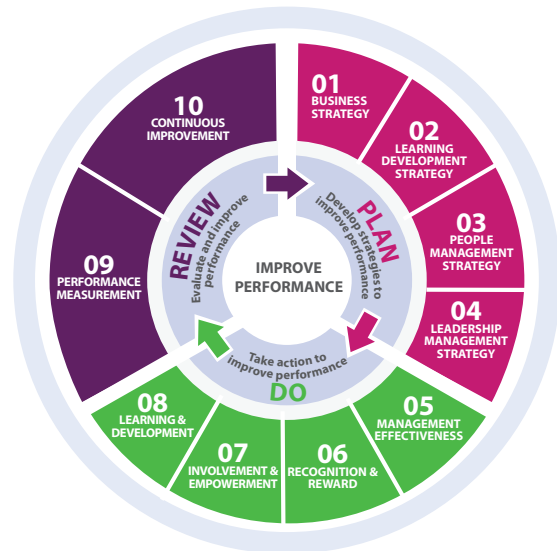 01
BUSINESS
STRATEGY
02
LEARNING
DEVELOPMENT
STRATEGY
03
PEOPLE
MANAGEMENT
STRATEGY
04
LEADERSHIP
MANAGEMENT
STRATEGY
05
MANAGEMENT
EFFECTIVENESS
06
RECOGNITION &
REWARD
07
INVOLVEMENT &
EMPOWERMENT
08
LEARNING &
DEVELOPMENT
09
PERFORMANCE
MEASUREMENT
10
CONTINUOUS
IMPROVEMENT
PLAN
Develop strategies to
improve performance
Take action to
improve performance
DO
REVIEW
Evaluate and improve
performance
IMPROVE
PERFORMANCE